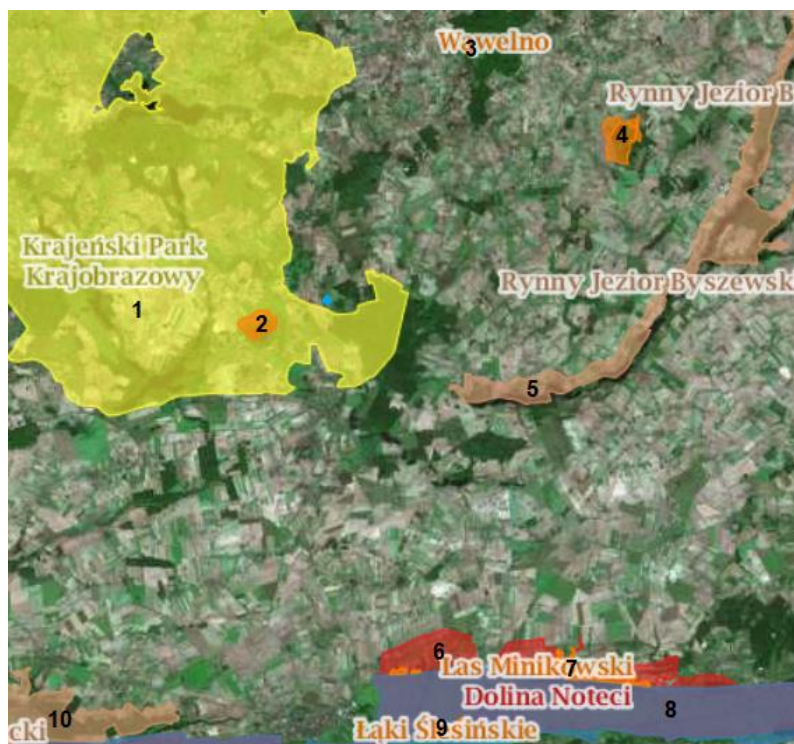 Wąwelno
3
Rynny Jezior B
4
Krajeński Park
Krajobrazowy
Rynny Jezior Byszewski
1
2
5
6
Las Minikowski
7
Dolina Noteci
8
10
cki
Łąki Ślesińskie
9